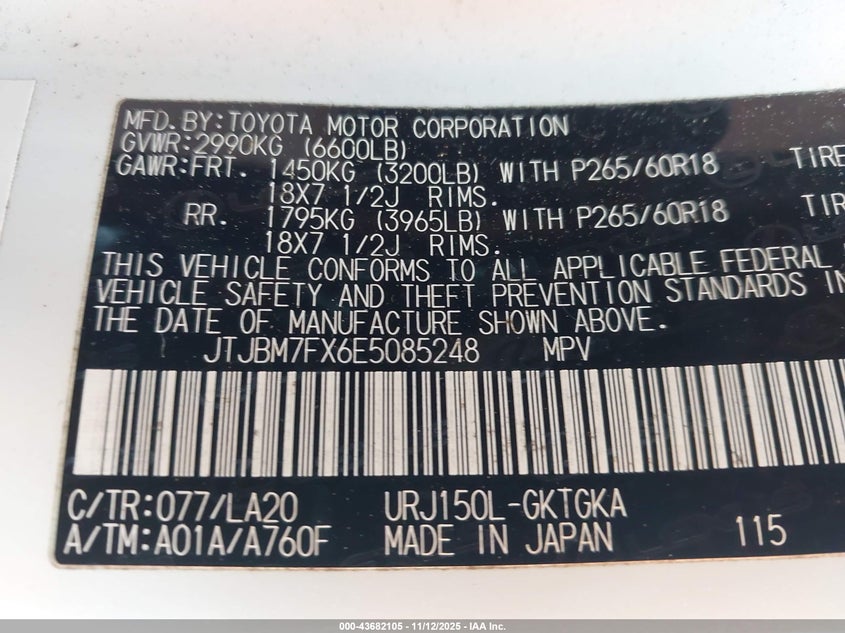 MFD.BY:TOYOTA MOTOR CORPORATION
GVWR:2990KG (6600LB)
GAWR:FRT. 1450KG (3200LB) WITH P265/60R18 TIRE
18X7 1/2J RIMS.
RR. 1795KG (3965LB) WITH P265/60R18 TIR
18X7 1/2J RIMS.
THIS VEHICLE CONFORMS TO ALL APPLICABLE FEDERAL
VEHICLE SAFETY AND THEFT PREVENTION STANDARDS IN
THE DATE OF MANUFACTURE SHOWN ABOVE.
JTJBM7FX6E5085248 MPV
C/TR:077/LA20 URJ150L-GKTGKA
A/TM:A01A/A760F MADE IN JAPAN 115
000-43682105 - 11/12/2025 - IAA Inc.